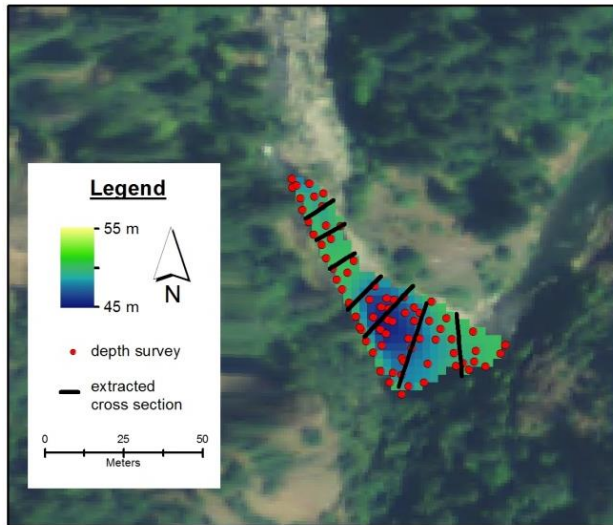 Legend
55 m
45 m
N
depth survey
extracted
cross section
0 25 50
Meters